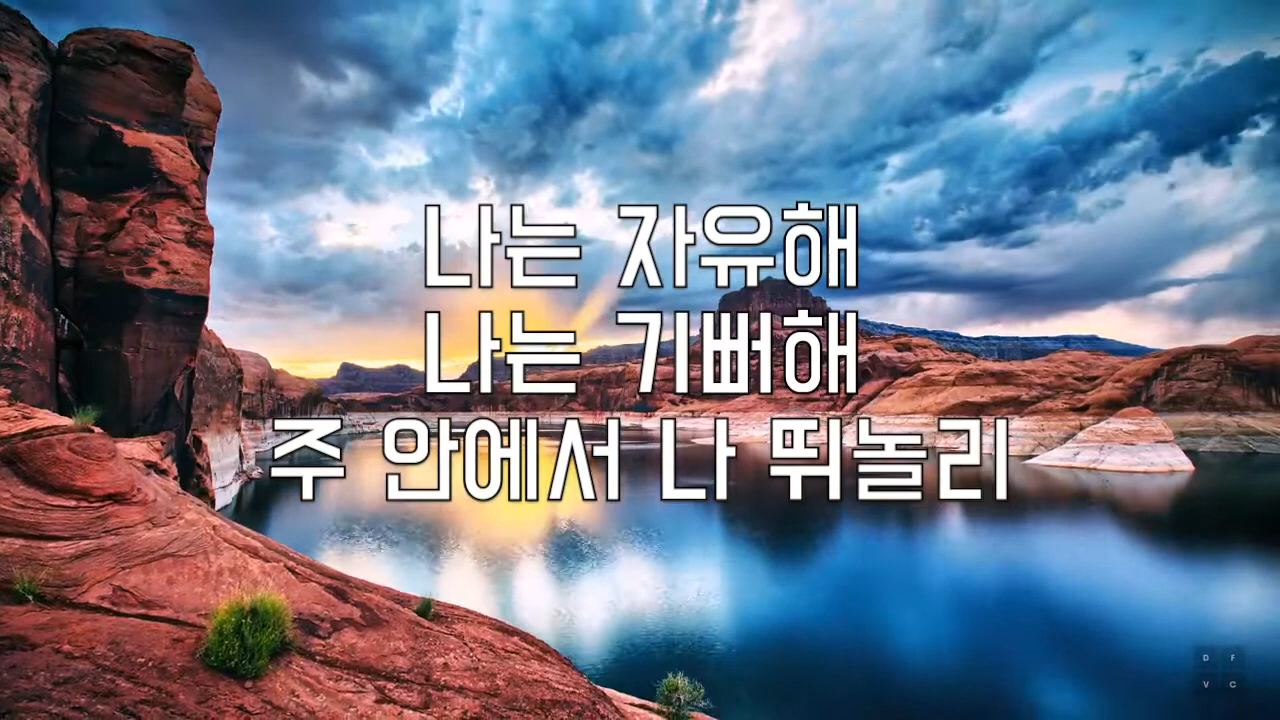 나는 자유해
나는 기뻐해
주 안에서 나 뛰놀리
D F
V C